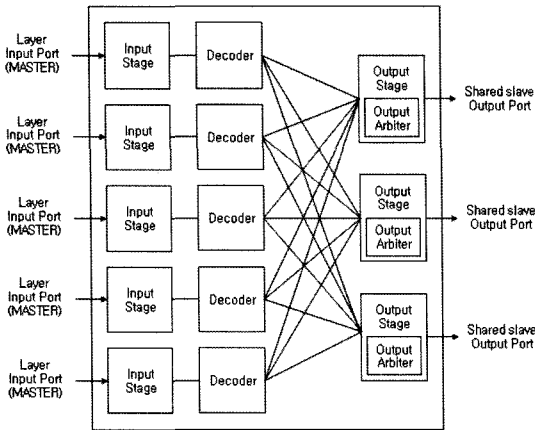 Layer
Input Port
(MASTER)
Input
Stage
Decoder
Layer
Input Port
(MASTER)
Input
Stage
Decoder
Layer
Input Port
(MASTER)
Input
Stage
Decoder
Layer
Input Port
(MASTER)
Input
Stage
Decoder
Layer
Input Port
(MASTER)
Input
Stage
Decoder
Output
Stage
Output
Arbiter
Shared slave
Output Port
Output
Stage
Output
Arbiter
Shared slave
Output Port
Output
Stage
Output
Arbiter
Shared slave
Output Port